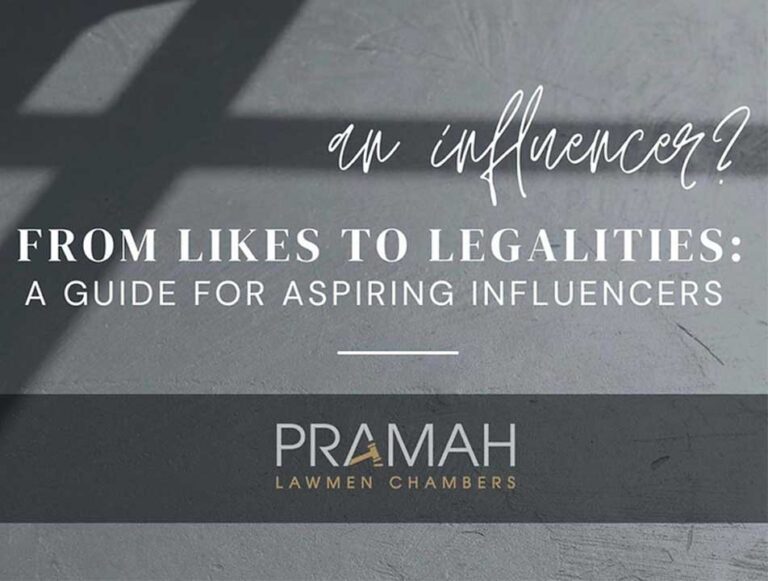 an influencer?
FROM LIKES TO LEGALITIES:
A GUIDE FOR ASPIRING INFLUENCERS
PRAMAH
LAWMEN CHAMBERS